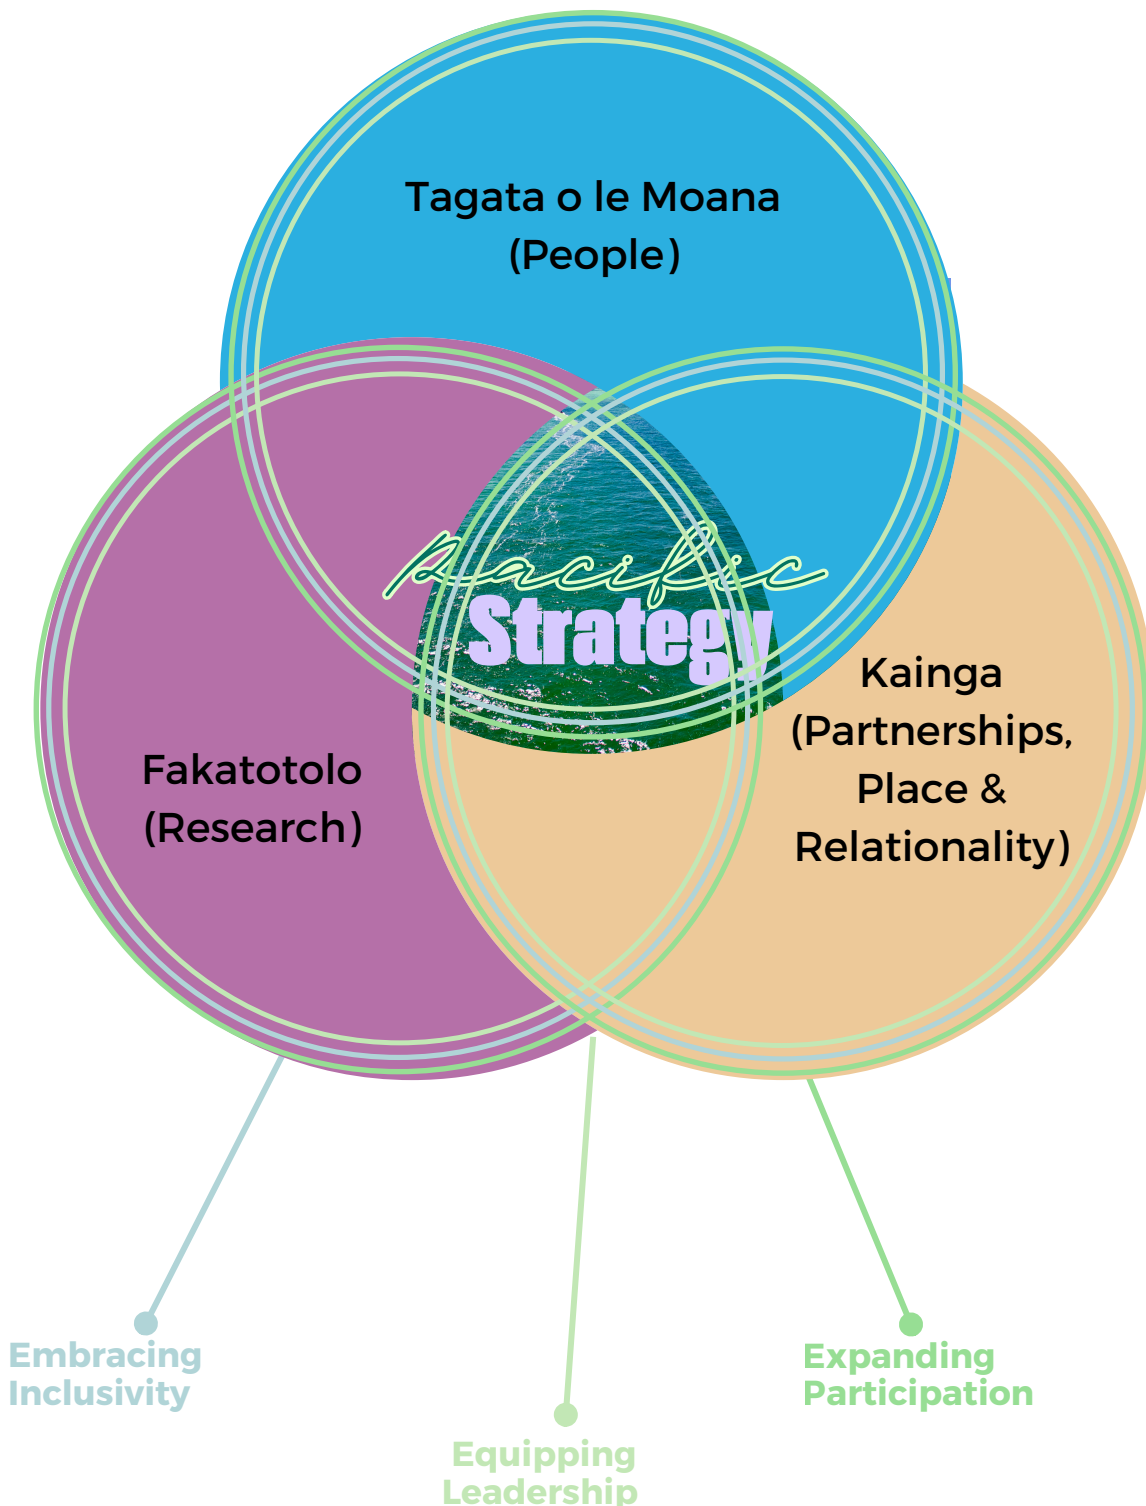 Tagata o le Moana
(People)
Pacific
Strategy
Kainga
(Partnerships,
Place &
Relationality)
Fakatotolo
(Research)
Embracing
Inclusivity
Expanding
Participation
Equipping
Leadership